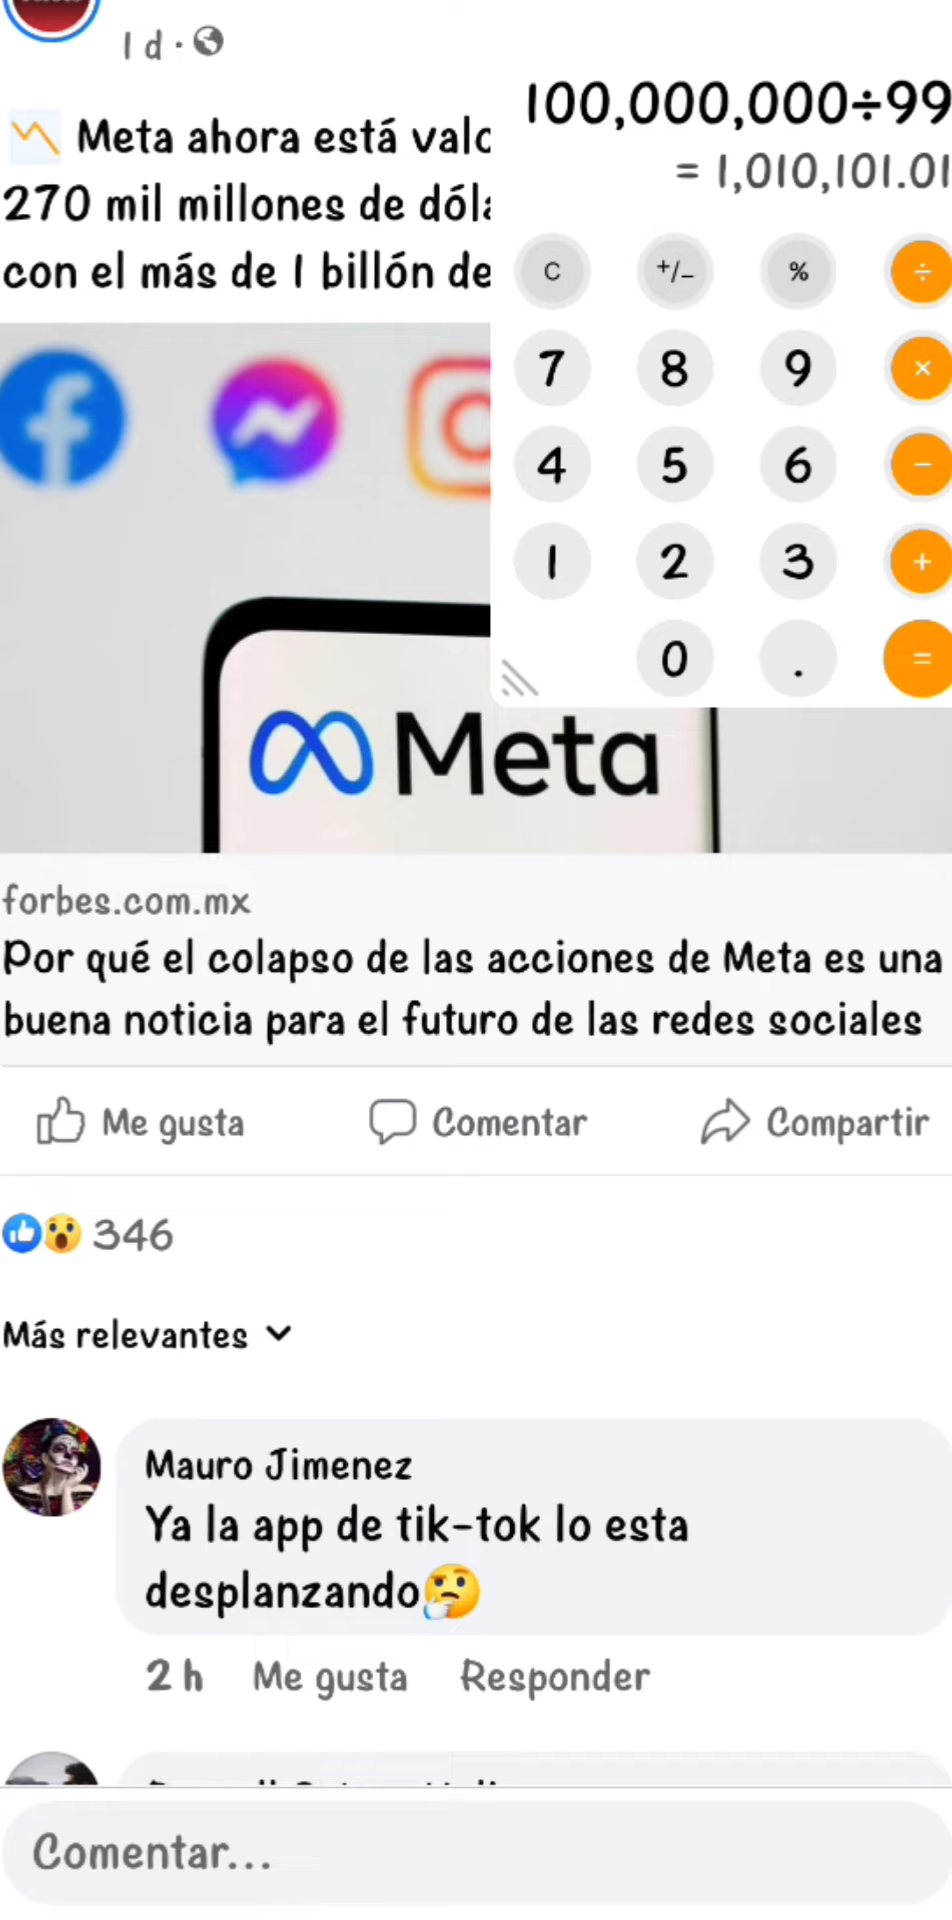 1 d ·
Meta ahora está
270 mil millones de
con el más de 1 billón de
100,000,000÷99
= 1,010,101.01
C +/− % ÷
7 8 9 ×
4 5 6 −
1 2 3 +
0 . =
Meta
forbes.com.mx
Por qué el colapso de las acciones de Meta es una
buena noticia para el futuro de las redes sociales
Me gusta Comentar Compartir
346
Más relevantes
Mauro Jimenez
Ya la app de tik-tok lo esta
desplanzando🤔
2 h Me gusta Responder
Comentar...